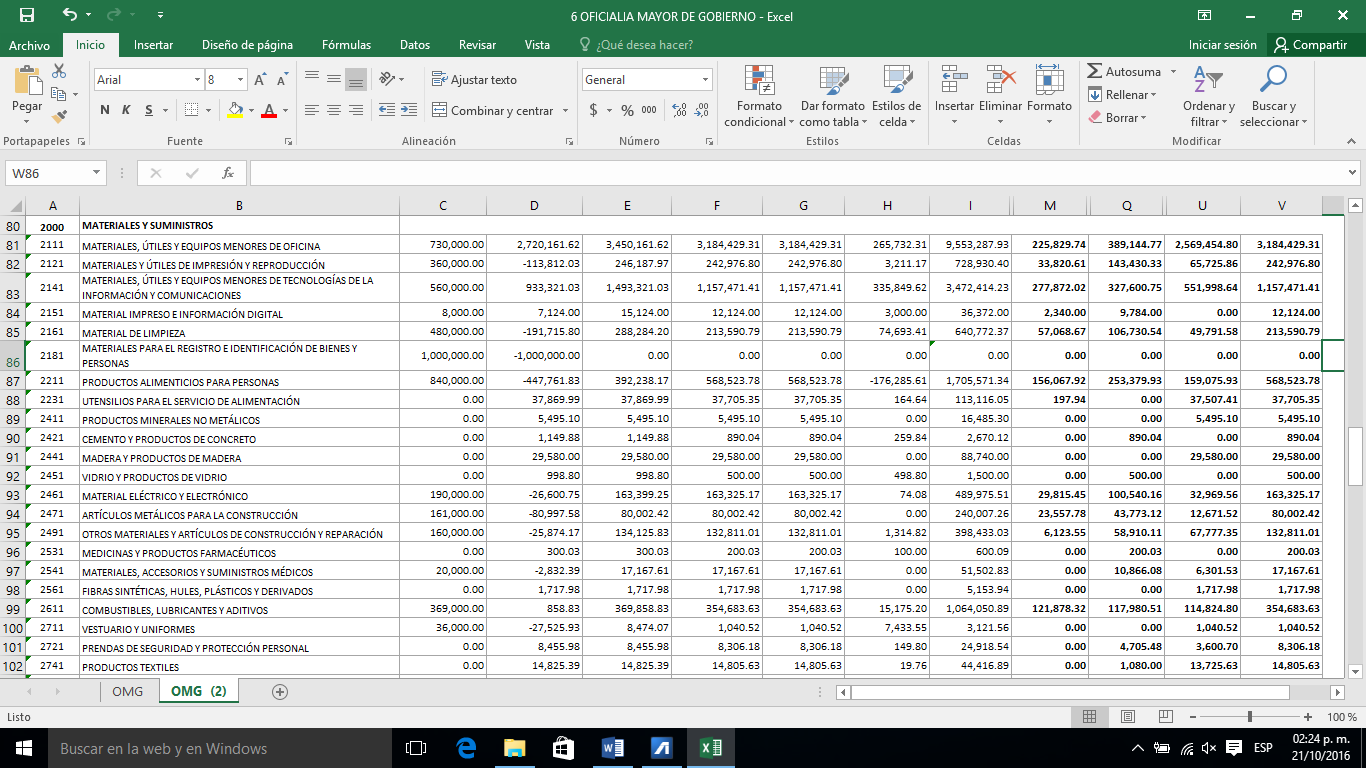 6 OFICIALIA MAYOR DE GOBIERNO - Excel
Archivo Inicio Insertar Diseño de página Fórmulas Datos Revisar Vista ¿Qué desea hacer? Iniciar sesión Compartir
Pegar
Portapapeles
Arial 8
N K S
Fuente
Ajustar texto
Combinar y centrar
Alineación
General
$ % 000
Número
Formato condicional
Dar formato como tabla
Estilos de celda
Estilos
Insertar Eliminar Formato
Celdas
Autosuma
Rellenar
Borrar
Ordenar y filtrar
Buscar y seleccionar
Modificar
W86 fx
A B C D E F G H I M Q U V
80 2000 MATERIALES Y SUMINISTROS
81 2111 MATERIALES, ÚTILES Y EQUIPOS MENORES DE OFICINA 730,000.00 2,720,161.62 3,450,161.62 3,184,429.31 3,184,429.31 265,732.31 9,553,287.93 225,829.74 389,144.77 2,569,454.80 3,184,429.31
82 2121 MATERIALES Y ÚTILES DE IMPRESIÓN Y REPRODUCCIÓN 360,000.00 -113,812.03 246,187.97 242,976.80 242,976.80 3,211.17 728,930.40 33,820.61 143,430.33 65,725.86 242,976.80
83 2141 MATERIALES, ÚTILES Y EQUIPOS MENORES DE TECNOLOGÍAS DE LA INFORMACIÓN Y COMUNICACIONES 560,000.00 933,321.03 1,493,321.03 1,157,471.41 1,157,471.41 335,849.62 3,472,414.23 277,872.02 327,600.75 551,998.64 1,157,471.41
84 2151 MATERIAL IMPRESO E INFORMACIÓN DIGITAL 8,000.00 7,124.00 15,124.00 12,124.00 12,124.00 3,000.00 36,372.00 2,340.00 9,784.00 0.00 12,124.00
85 2161 MATERIAL DE LIMPIEZA 480,000.00 -191,715.80 288,284.20 213,590.79 213,590.79 74,693.41 640,772.37 57,068.67 106,730.54 49,791.58 213,590.79
86 2181 MATERIALES PARA EL REGISTRO E IDENTIFICACIÓN DE BIENES Y PERSONAS 1,000,000.00 -1,000,000.00 0.00 0.00 0.00 0.00 0.00 0.00 0.00 0.00 0.00
87 2211 PRODUCTOS ALIMENTICIOS PARA PERSONAS 840,000.00 -447,761.83 392,238.17 568,523.78 568,523.78 -176,285.61 1,705,571.34 156,067.92 253,379.93 159,075.93 568,523.78
88 2231 UTENSILIOS PARA EL SERVICIO DE ALIMENTACIÓN 0.00 37,869.99 37,869.99 37,705.35 37,705.35 164.64 113,116.05 197.94 0.00 37,507.41 37,705.35
89 2411 PRODUCTOS MINERALES NO METÁLICOS 0.00 5,495.10 5,495.10 5,495.10 5,495.10 0.00 16,485.30 0.00 0.00 5,495.10 5,495.10
90 2421 CEMENTO Y PRODUCTOS DE CONCRETO 0.00 1,149.88 1,149.88 890.04 890.04 259.84 2,670.12 0.00 890.04 0.00 890.04
91 2441 MADERA Y PRODUCTOS DE MADERA 0.00 29,580.00 29,580.00 29,580.00 29,580.00 0.00 88,740.00 0.00 0.00 29,580.00 29,580.00
92 2451 VIDRIO Y PRODUCTOS DE VIDRIO 0.00 998.80 998.80 500.00 500.00 498.80 1,500.00 0.00 500.00 0.00 500.00
93 2461 MATERIAL ELÉCTRICO Y ELECTRÓNICO 190,000.00 -26,600.75 163,399.25 163,325.17 163,325.17 74.08 489,975.51 29,815.45 100,540.16 32,969.56 163,325.17
94 2471 ARTÍCULOS METÁLICOS PARA LA CONSTRUCCIÓN 161,000.00 -80,997.58 80,002.42 80,002.42 80,002.42 0.00 240,007.26 23,557.78 43,773.12 12,671.52 80,002.42
95 2491 OTROS MATERIALES Y ARTÍCULOS DE CONSTRUCCIÓN Y REPARACIÓN 160,000.00 -25,874.17 134,125.83 132,811.01 132,811.01 1,314.82 398,433.03 6,123.55 58,910.11 67,777.35 132,811.01
96 2531 MEDICINAS Y PRODUCTOS FARMACÉUTICOS 0.00 300.03 300.03 200.03 200.03 100.00 600.09 0.00 200.03 0.00 200.03
97 2541 MATERIALES, ACCESORIOS Y SUMINISTROS MÉDICOS 20,000.00 -2,832.39 17,167.61 17,167.61 17,167.61 0.00 51,502.83 0.00 10,866.08 6,301.53 17,167.61
98 2561 FIBRAS SINTÉTICAS, HULES, PLÁSTICOS Y DERIVADOS 0.00 1,717.98 1,717.98 1,717.98 1,717.98 0.00 5,153.94 0.00 0.00 1,717.98 1,717.98
99 2611 COMBUSTIBLES, LUBRICANTES Y ADITIVOS 369,000.00 858.83 369,858.83 354,683.63 354,683.63 15,175.20 1,064,050.89 121,878.32 117,980.51 114,824.80 354,683.63
100 2711 VESTUARIO Y UNIFORMES 36,000.00 -27,525.93 8,474.07 1,040.52 1,040.52 7,433.55 3,121.56 0.00 0.00 1,040.52 1,040.52
101 2721 PRENDAS DE SEGURIDAD Y PROTECCIÓN PERSONAL 0.00 8,455.98 8,455.98 8,306.18 8,306.18 149.80 24,918.54 0.00 4,705.48 3,600.70 8,306.18
102 2741 PRODUCTOS TEXTILES 0.00 14,825.39 14,825.39 14,805.63 14,805.63 19.76 44,416.89 0.00 1,080.00 13,725.63 14,805.63
OMG OMG (2)
Listo 100 %
Buscar en la web y en Windows
ESP
02:24 p. m.
21/10/2016